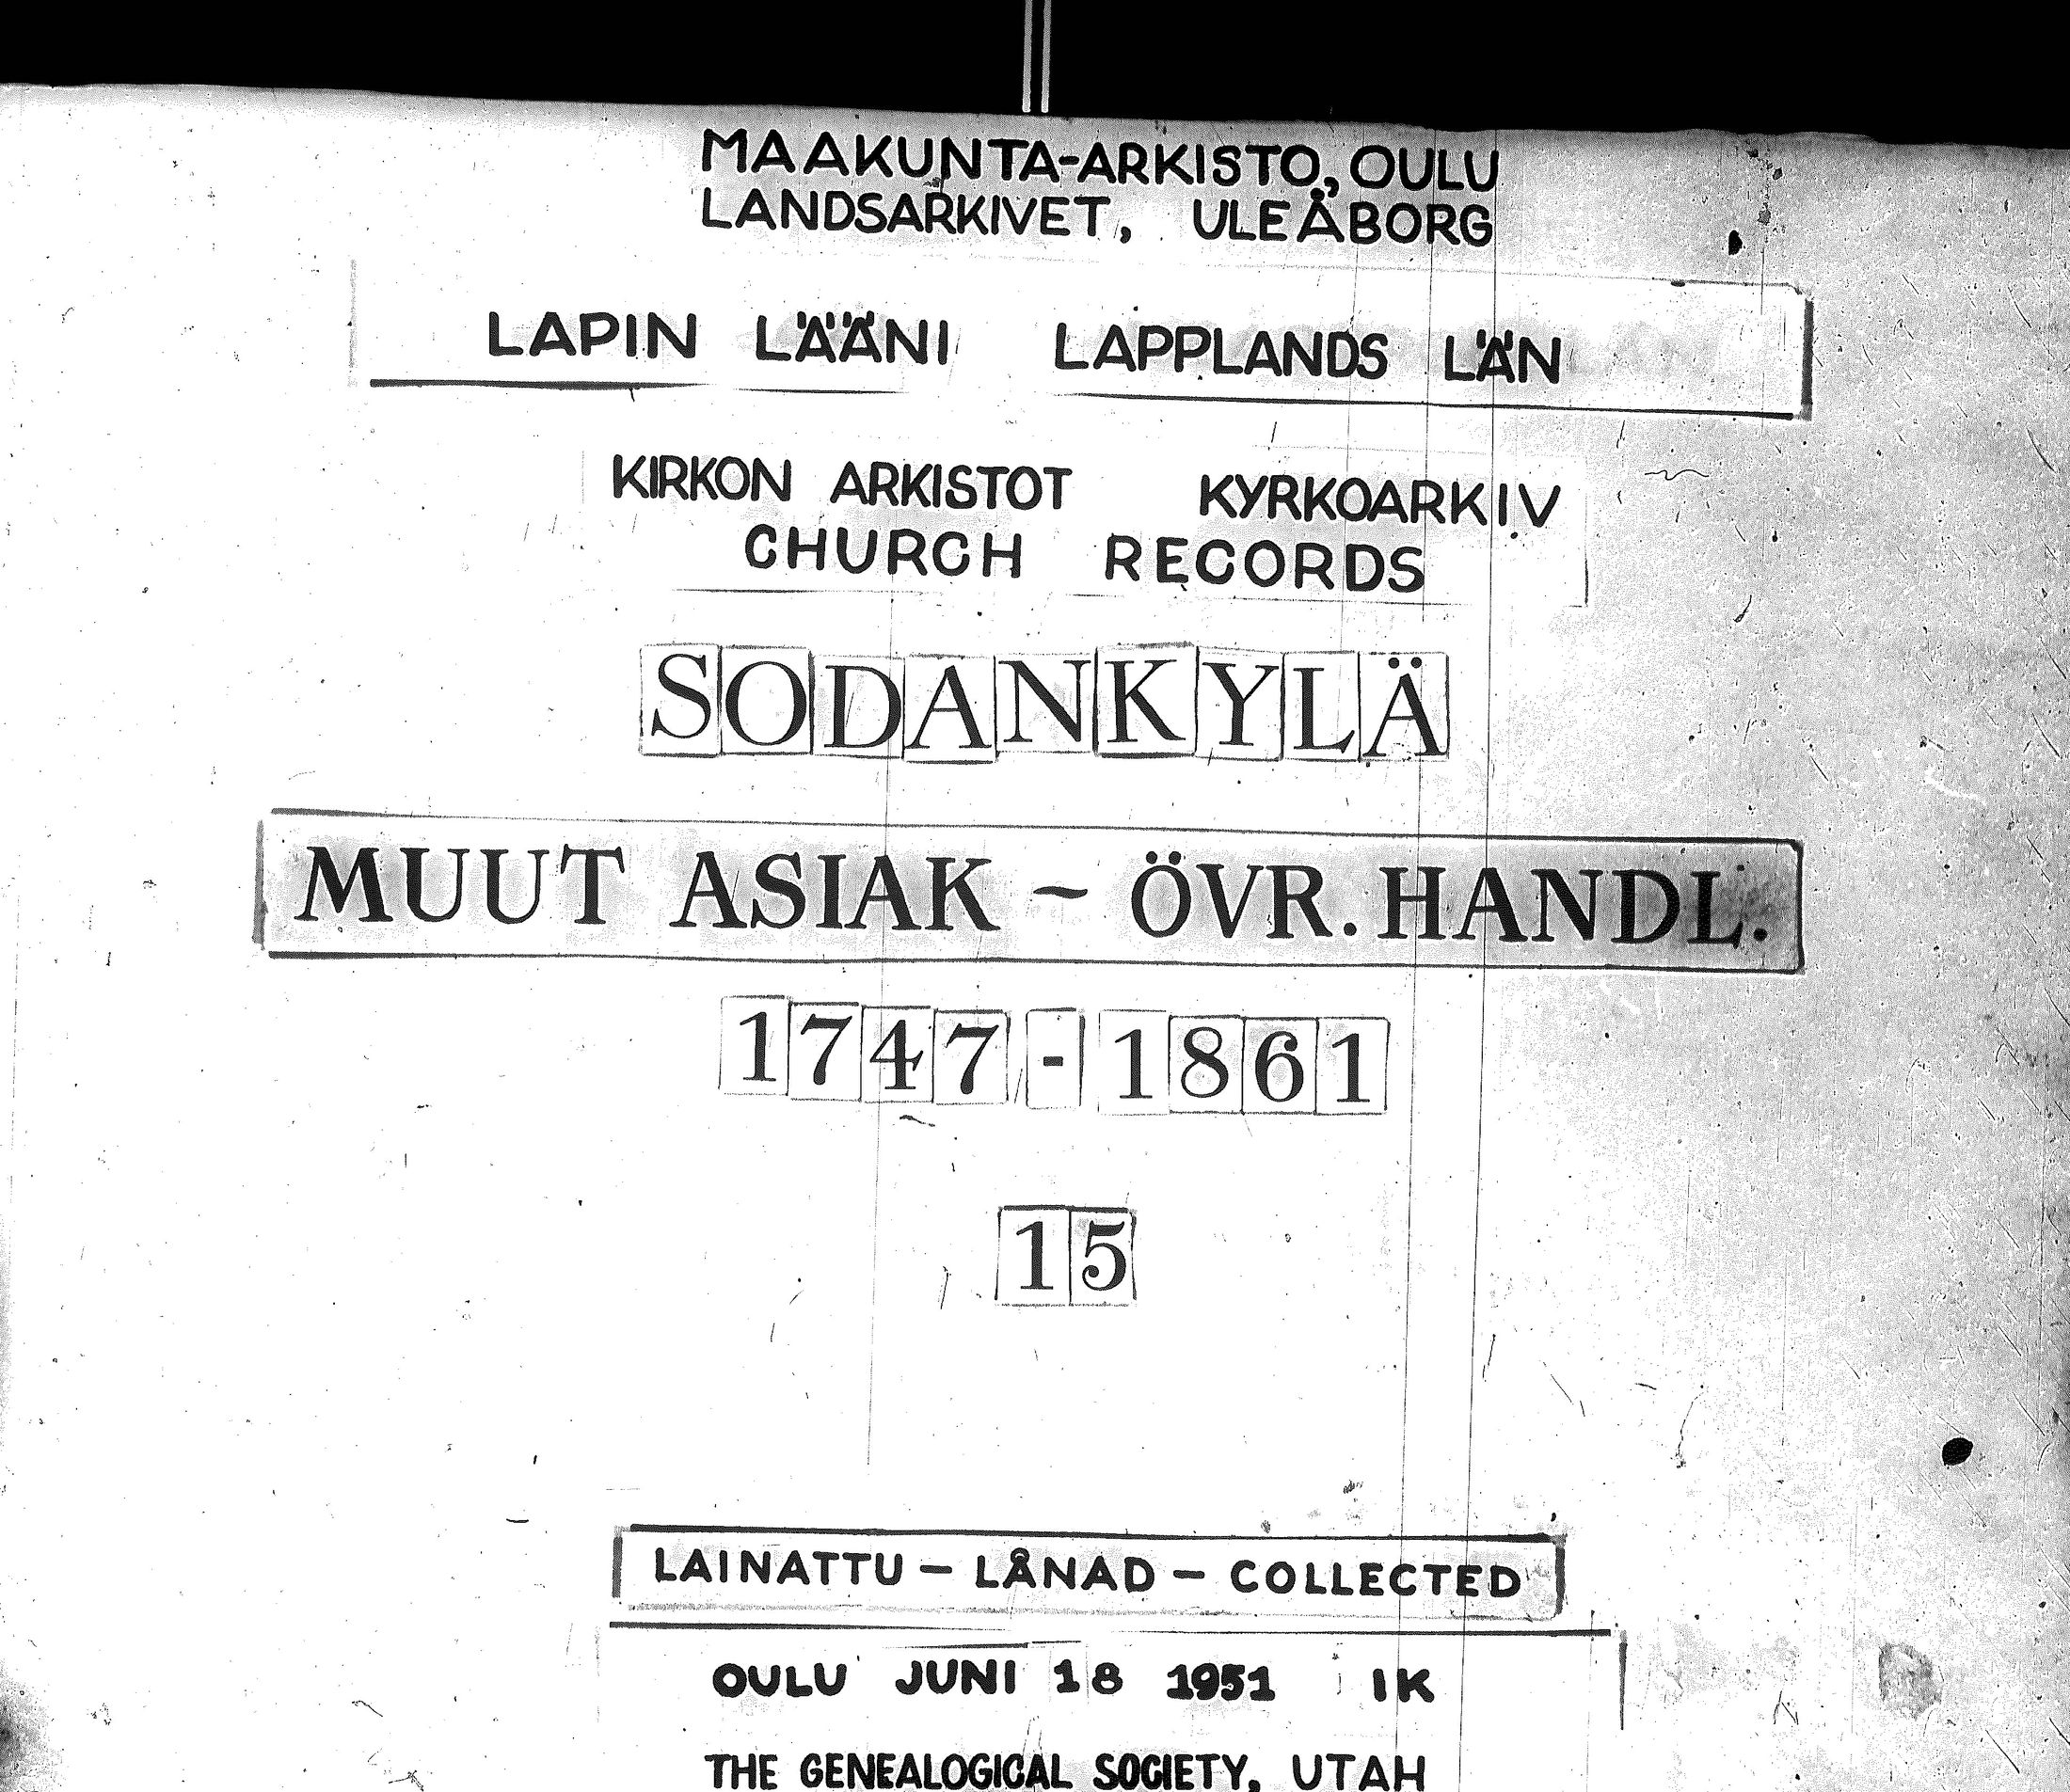 MAAKUNTA-ARKISTO, OULU
LANDSARKIVET, ULEÅBORG
LAPIN LÄÄNI LAPPLANDS LÄN
KIRKON ARKISTOT KYRKOARKIV
CHURCH RECORDS
SODANKYLÄ
MUUT ASIAK ~ ÖVR. HANDL.
1747 - 1861
15
LAINATTU – LÅNAD – COLLECTED
OULU JUNI 18 1951 IK
THE GENEALOGICAL SOCIETY, UTAH